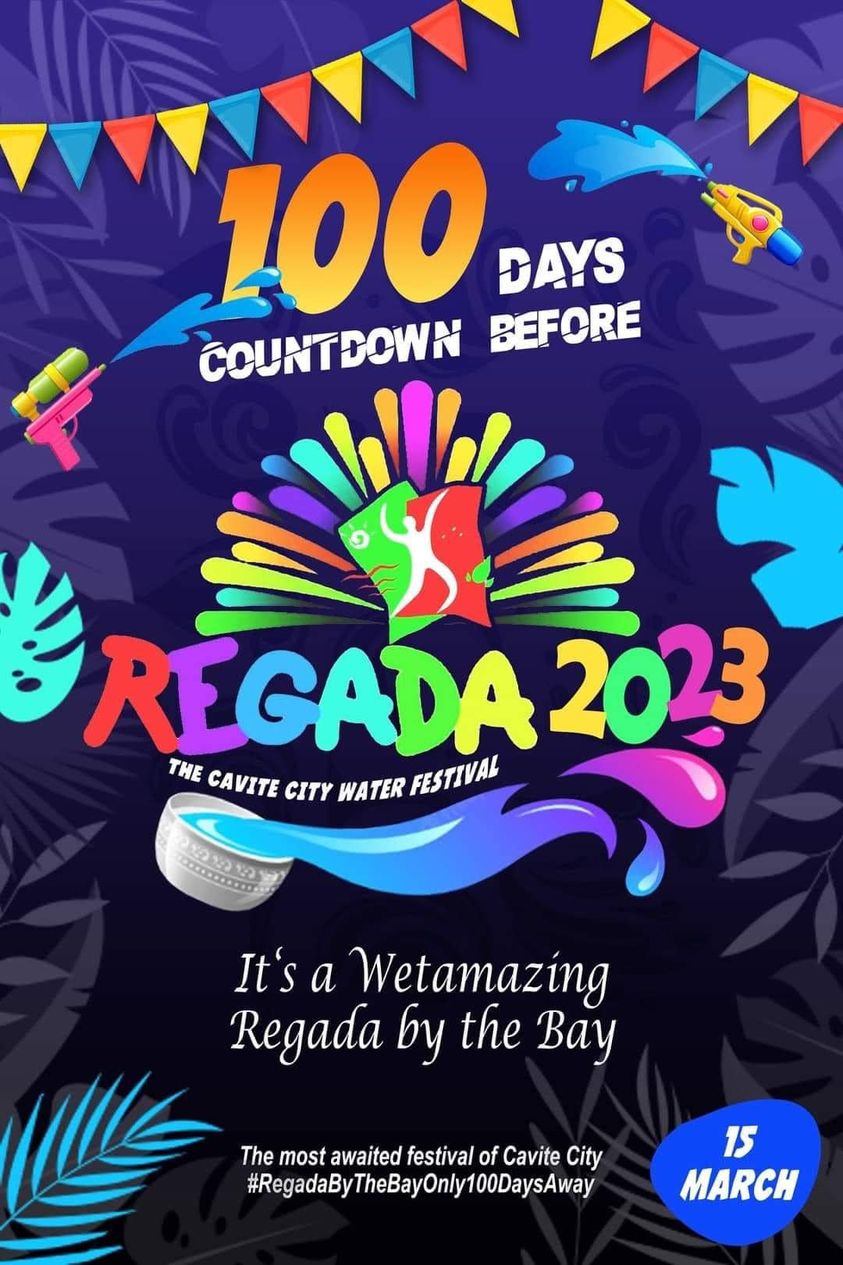 100 DAYS
COUNTDOWN BEFORE
REGADA 2023
THE CAVITE CITY WATER FESTIVAL
It‘s a Wetamazing
Regada by the Bay
The most awaited festival of Cavite City
#RegadaByTheBayOnly100DaysAway
15
MARCH